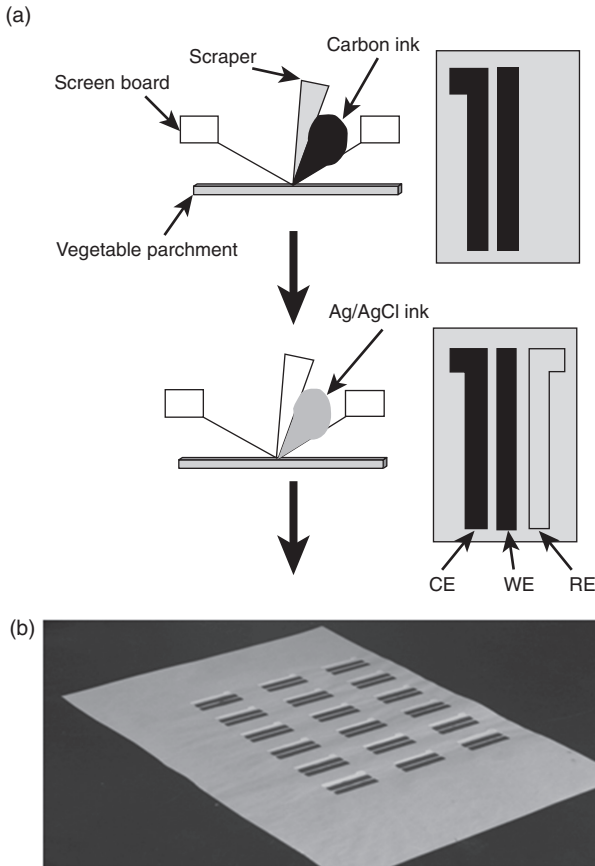 (a)
Scraper
Carbon ink
Screen board
Vegetable parchment
Ag/AgCl ink
CE
WE
RE
(b)